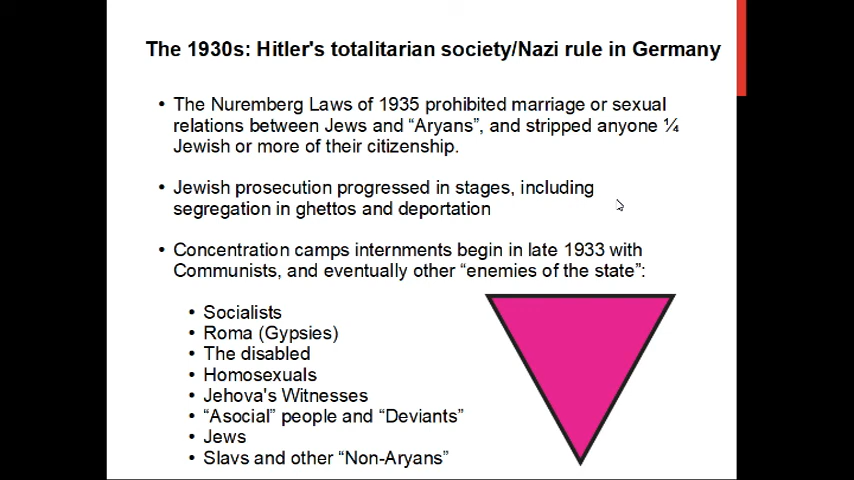 The 1930s: Hitler's totalitarian society/Nazi rule in Germany
• The Nuremberg Laws of 1935 prohibited marriage or sexual
relations between Jews and “Aryans”, and stripped anyone ¼
Jewish or more of their citizenship.
• Jewish prosecution progressed in stages, including
segregation in ghettos and deportation
• Concentration camps internments begin in late 1933 with
Communists, and eventually other “enemies of the state”:
• Socialists
• Roma (Gypsies)
• The disabled
• Homosexuals
• Jehova's Witnesses
• “Asocial” people and “Deviants”
• Jews
• Slavs and other “Non-Aryans”